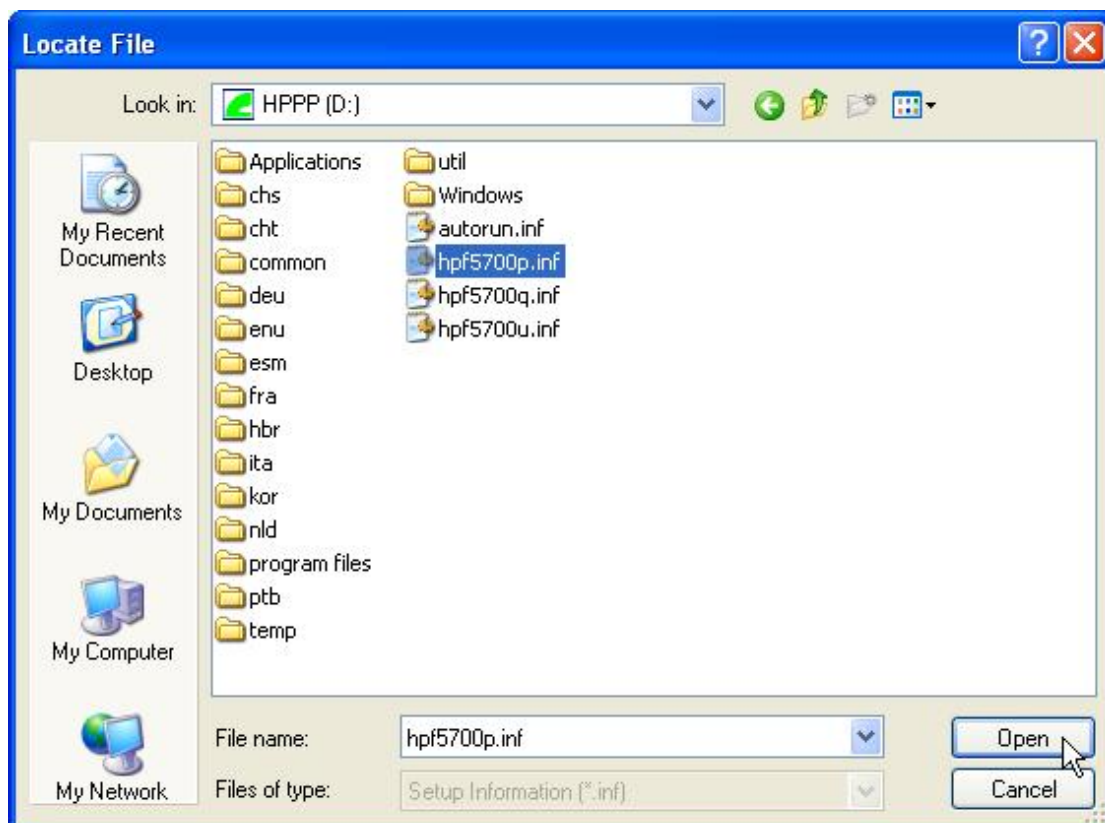 Locate File
Look in:
HPPP (D:)
My Recent
Documents
Desktop
My Documents
My Computer
My Network
Applications
chs
cht
common
deu
enu
esm
fra
hbr
ita
kor
nld
program files
ptb
temp
util
Windows
autorun.inf
hpf5700p.inf
hpf5700q.inf
hpf5700u.inf
File name:
hpf5700p.inf
Open
Files of type:
Setup Information (*.inf)
Cancel